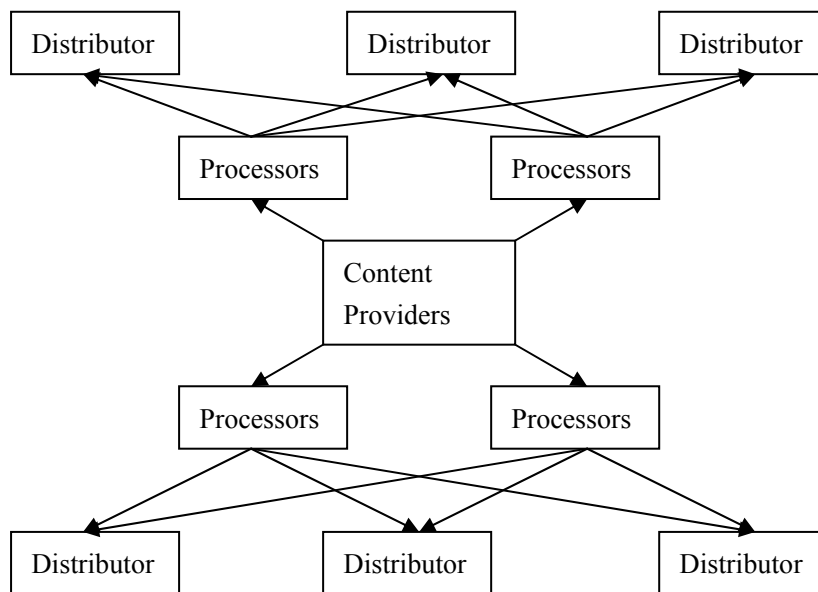 Distributor
Distributor
Distributor
Processors
Processors
Content
Providers
Processors
Processors
Distributor
Distributor
Distributor